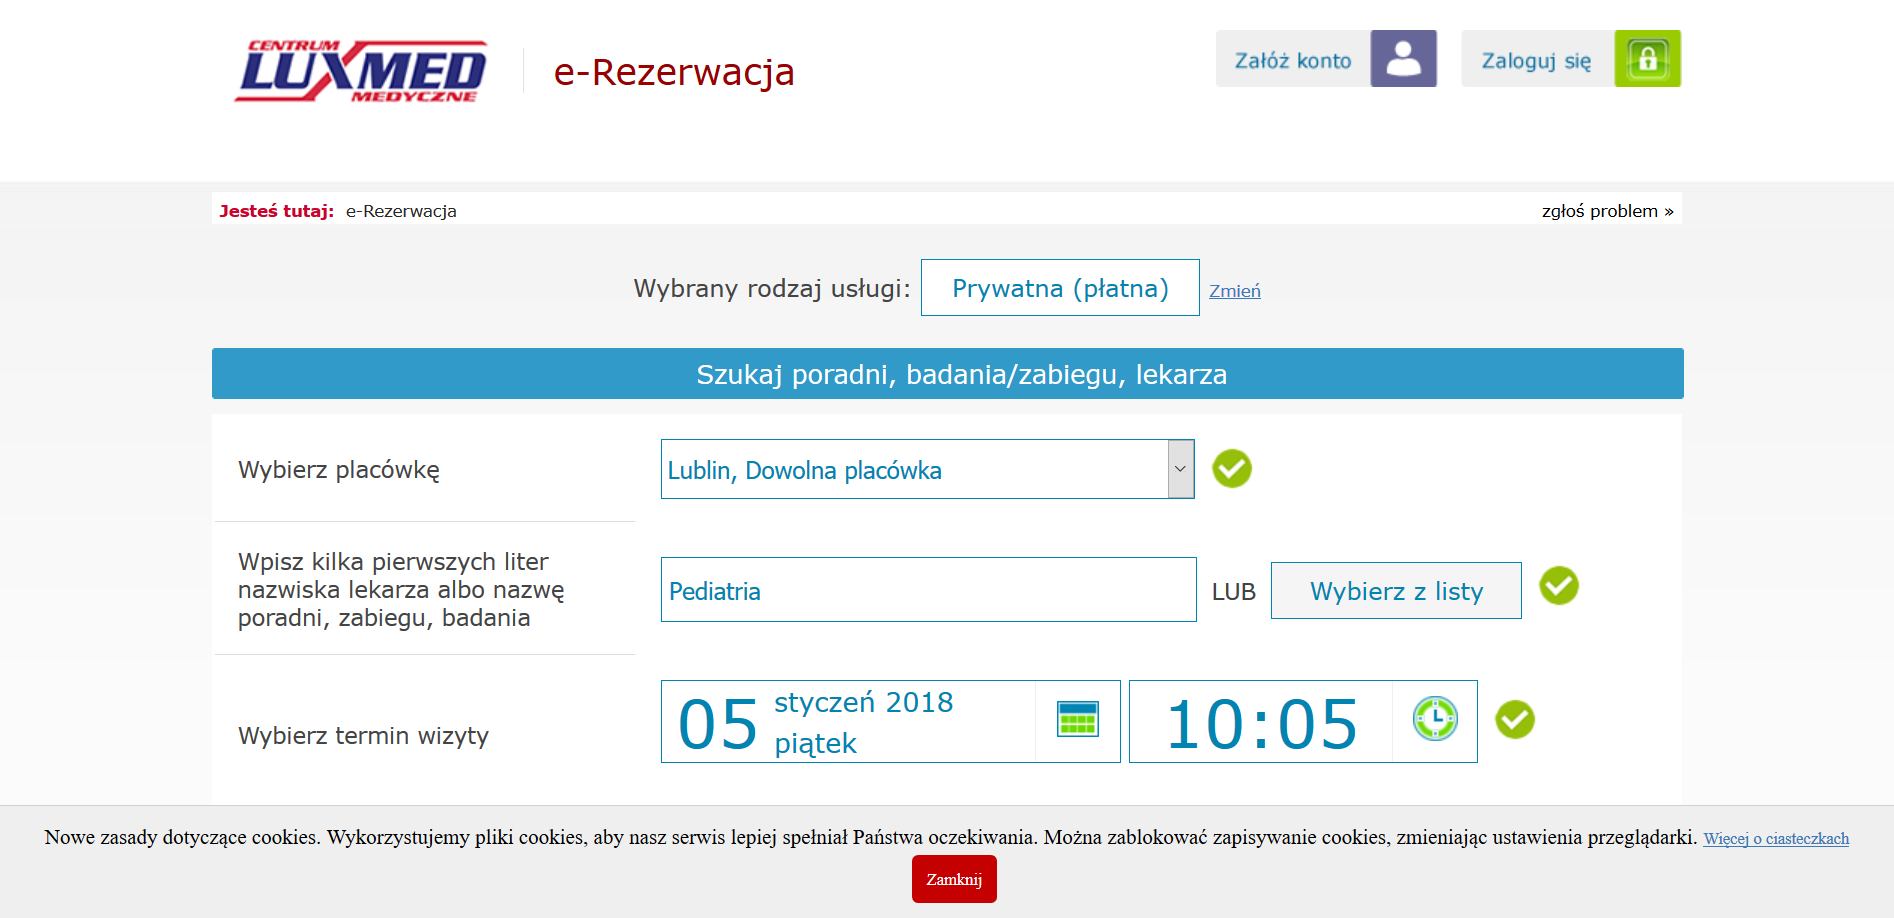 CENTRUM
LUXMED
MEDYCZNE
e-Rezerwacja
Załóż konto
Zaloguj się
Jesteś tutaj: e-Rezerwacja
zgłoś problem »
Wybrany rodzaj usługi: Prywatna (płatna) Zmień
Szukaj poradni, badania/zabiegu, lekarza
Wybierz placówkę
Lublin, Dowolna placówka
Wpisz kilka pierwszych liter
nazwiska lekarza albo nazwę
poradni, zabiegu, badania
Pediatria
LUB
Wybierz z listy
Wybierz termin wizyty
05
styczeń 2018
piątek
10:05
Nowe zasady dotyczące cookies. Wykorzystujemy pliki cookies, aby nasz serwis lepiej spełniał Państwa oczekiwania. Można zablokować zapisywanie cookies, zmieniając ustawienia przeglądarki. Więcej o ciasteczkach
Zamknij